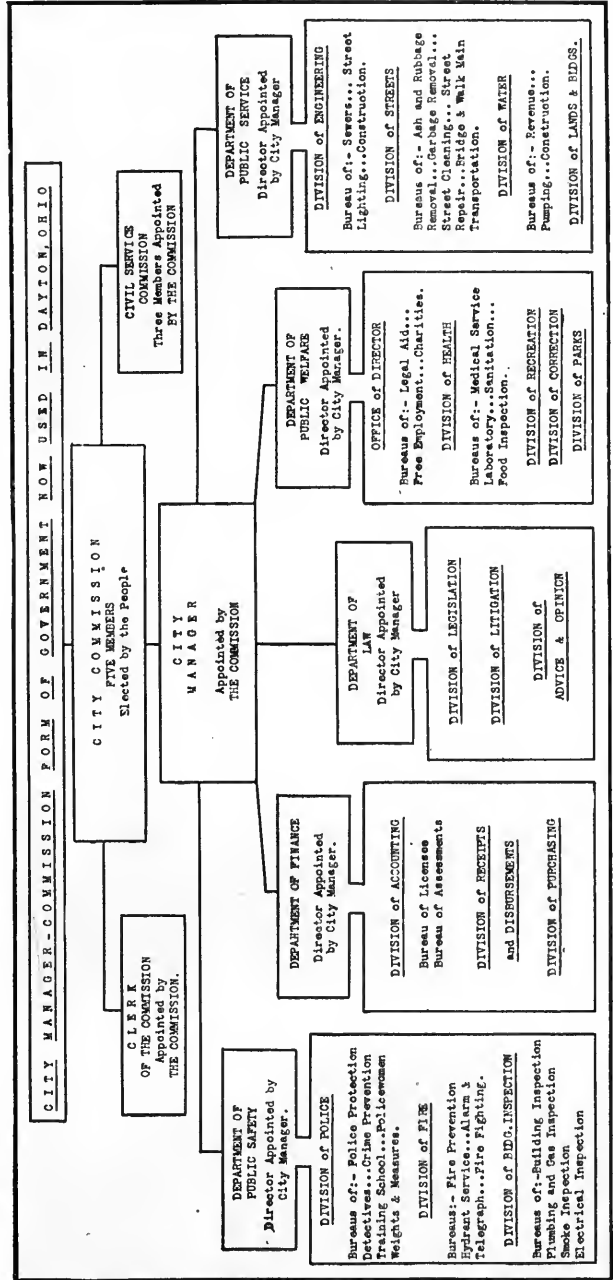 CITY MANAGER-COMMISSION FORM OF GOVERNMENT NOW USED IN DAYTON, OHIO
CITY COMMISSION
FIVE MEMBERS
Elected by the People
CLERK
OF THE COMMISSION
Appointed by
THE COMMISSION.
CIVIL SERVICE
COMMISSION
Three Members Appointed
BY THE COMMISSION
CITY
MANAGER
Appointed by
THE COMMISSION
DEPARTMENT OF
PUBLIC SAFETY
Director Appointed by
City Manager.
DIVISION of POLICE
Bureaus of:- Police Protection
Detectives...Crime Prevention
Training School...Policewomen
Weights & Measures.
DIVISION of FIRE
Bureaus:- Fire Prevention
Hydrant Service...Alarm &
Telegraph...Fire Fighting.
DIVISION of BLDG.INSPECTION
Bureaus of:-Building Inspection
Plumbing and Gas Inspection
Smoke Inspection
Electrical Inspection
DEPARTMENT OF FINANCE
Director Appointed
by City Manager.
DIVISION of ACCOUNTING
Bureau of Licenses
Bureau of Assessments
DIVISION of RECEIPTS
and DISBURSEMENTS
DIVISION of PURCHASING
DEPARTMENT OF
LAW
Director Appointed
by City Manager
DIVISION of LEGISLATION
DIVISION of LITIGATION
DIVISION of
ADVICE & OPINION
DEPARTMENT OF
PUBLIC WELFARE
Director Appointed
by City Manager.
OFFICE of DIRECTOR
Bureaus of:- Legal Aid...
Free Employment...Charities.
DIVISION of HEALTH
Bureaus of:- Medical Service
Laboratory...Sanitation...
Food Inspection.
DIVISION of RECREATION
DIVISION of CORRECTION
DIVISION of PARKS
DEPARTMENT OF
PUBLIC SERVICE
Director Appointed
by City Manager
DIVISION of ENGINEERING
Bureau of:- Sewers... Street
Lighting...Construction.
DIVISION of STREETS
Bureaus of:- Ash and Rubbage
Removal...Garbage Removal...
Street Cleaning... Street
Repair...Bridge & Walk Main
Transportation.
DIVISION of WATER
Bureau of:- Revenue...
Pumping...Construction.
DIVISION of LANDS & BLDGS.